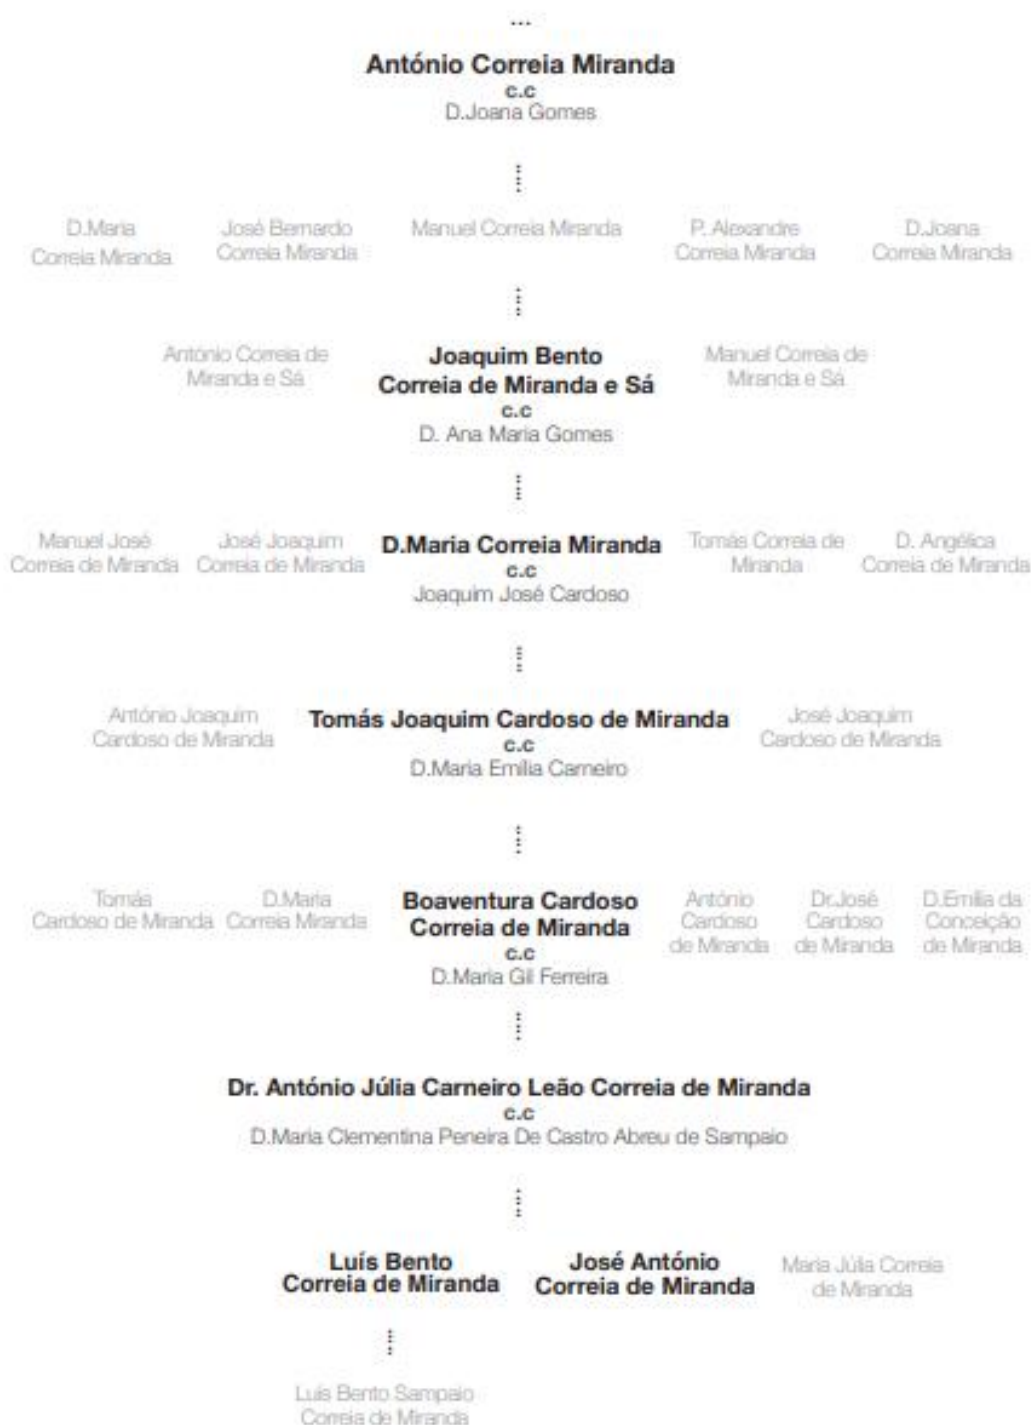 ...
António Correia Miranda
c.c
D.Joana Gomes
D.Maria
Correia Miranda
José Bernardo
Correia Miranda
Manuel Correia Miranda
P. Alexandre
Correia Miranda
D.Joana
Correia Miranda
António Correia de
Miranda e Sá
Joaquim Bento
Correia de Miranda e Sá
c.c
D. Ana Maria Gomes
Manuel Correia de
Miranda e Sá
Manuel José
Correia de Miranda
José Joaquim
Correia de Miranda
D.Maria Correia Miranda
c.c
Joaquim José Cardoso
Tomás Correia de
Miranda
D. Angélica
Correia de Miranda
António Joaquim
Cardoso de Miranda
Tomás Joaquim Cardoso de Miranda
c.c
D.Maria Emília Carneiro
José Joaquim
Cardoso de Miranda
Tomás
Cardoso de Miranda
D.Maria
Correia Miranda
Boaventura Cardoso
Correia de Miranda
c.c
D.Maria Gil Ferreira
António
Cardoso
de Miranda
Dr.José
Cardoso
de Miranda
D.Emília da
Conceição
de Miranda
Dr. António Júlia Carneiro Leão Correia de Miranda
c.c
D.Maria Clementina Peneira De Castro Abreu de Sampaio
Luís Bento
Correia de Miranda
José António
Correia de Miranda
Maria Júlia Correia
de Miranda
Luís Bento Sampaio
Correia de Miranda